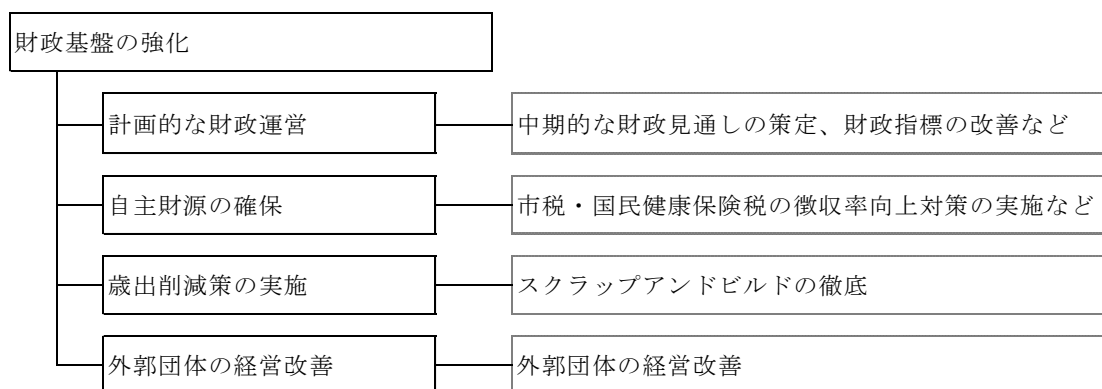 財政基盤の強化
計画的な財政運営
中期的な財政見通しの策定、財政指標の改善など
自主財源の確保
市税・国民健康保険税の徴収率向上対策の実施など
歳出削減策の実施
スクラップアンドビルドの徹底
外郭団体の経営改善
外郭団体の経営改善